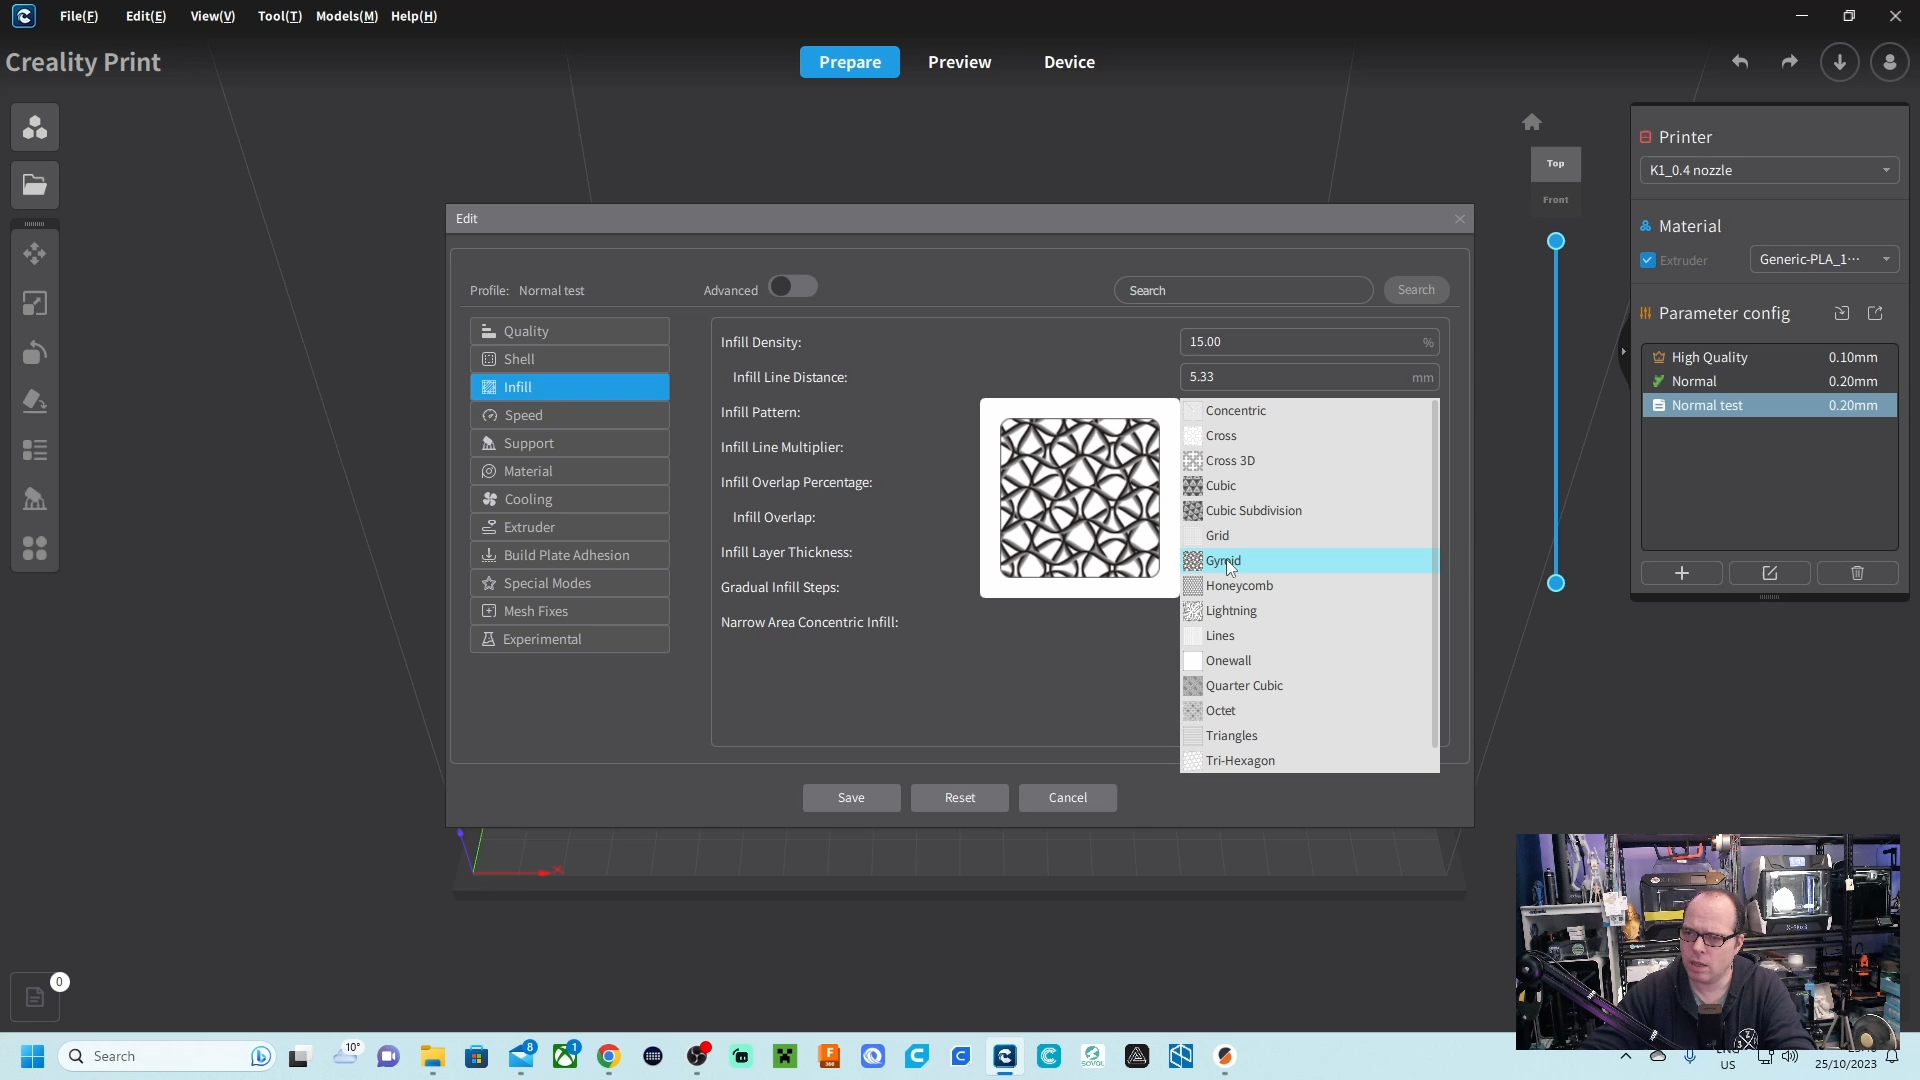 File(F) Edit(E) View(V) Tool(T) Models(M) Help(H)
Creality Print
Prepare Preview Device
Top
Front
Printer
K1_0.4 nozzle
Material
Extruder Generic-PLA_1···
Parameter config
High Quality 0.10mm
Normal 0.20mm
Normal test 0.20mm
Edit
Profile: Normal test Advanced Search Search
Quality
Shell
Infill
Speed
Support
Material
Cooling
Extruder
Build Plate Adhesion
Special Modes
Mesh Fixes
Experimental
Infill Density: 15.00 %
Infill Line Distance: 5.33 mm
Infill Pattern:
Infill Line Multiplier:
Infill Overlap Percentage:
Infill Overlap:
Infill Layer Thickness:
Gradual Infill Steps:
Narrow Area Concentric Infill:
Concentric
Cross
Cross 3D
Cubic
Cubic Subdivision
Grid
Gyroid
Honeycomb
Lightning
Lines
Onewall
Quarter Cubic
Octet
Triangles
Tri-Hexagon
Save Reset Cancel
0
Search
10°
8
1
SOVOL
US
25/10/2023